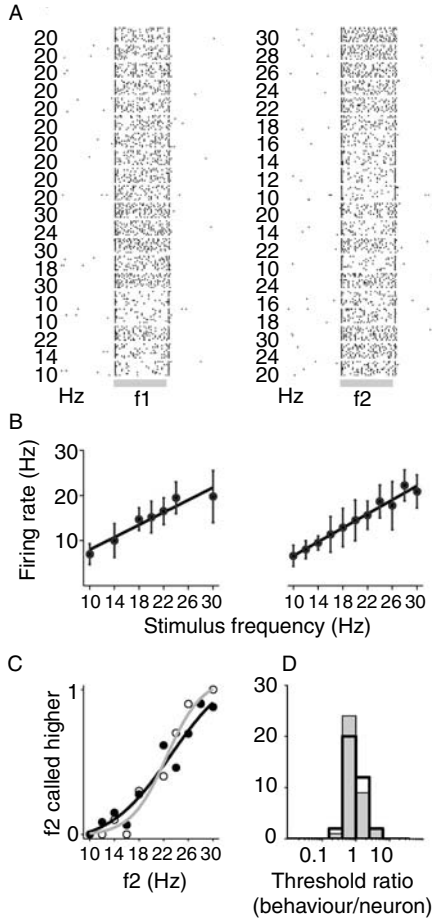 A
20 30
20 28
20 26
20 24
20 22
20 18
20 16
20 14
20 12
20 10
30 20
24 14
30 22
18 10
30 24
10 16
10 22
22 30
14 24
10 20
Hz f1 Hz f2
B
Firing rate (Hz)
30
20
10
10 14 18 22 26 30 10 14 18 22 26 30
Stimulus frequency (Hz)
C
f2 called higher
1
0
10 14 18 22 26 30
f2 (Hz)
D
30
20
10
0
0.1 1 10
Threshold ratio
(behaviour/neuron)